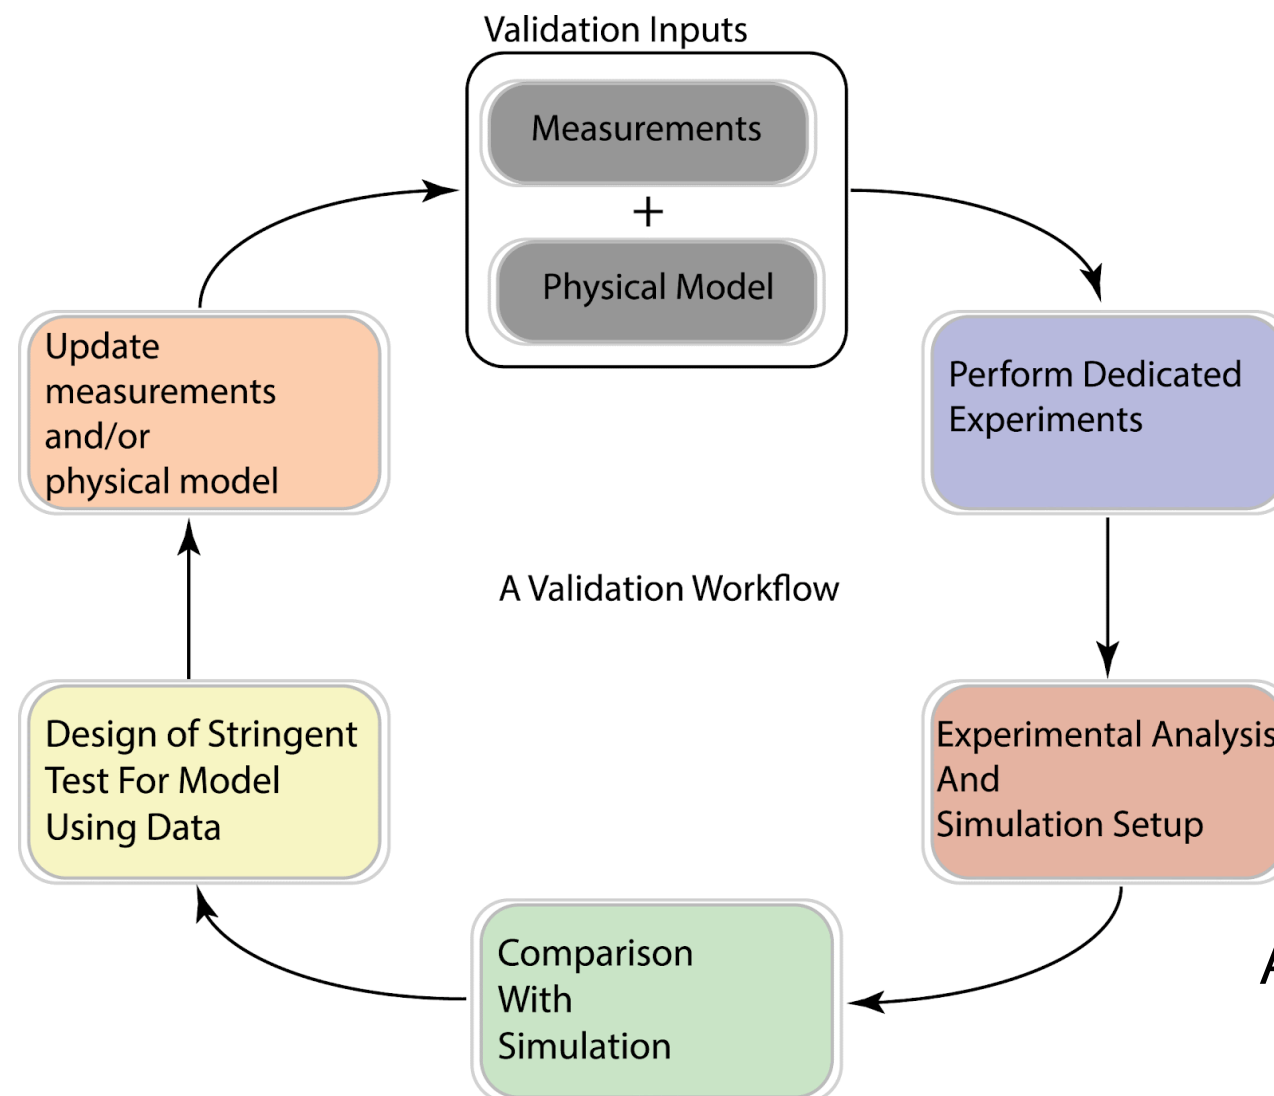 Validation Inputs
Measurements
+
Physical Model
Update
measurements
and/or
physical model
Perform Dedicated
Experiments
A Validation Workflow
Design of Stringent
Test For Model
Using Data
Experimental Analysis
And
Simulation Setup
Comparison
With
Simulation